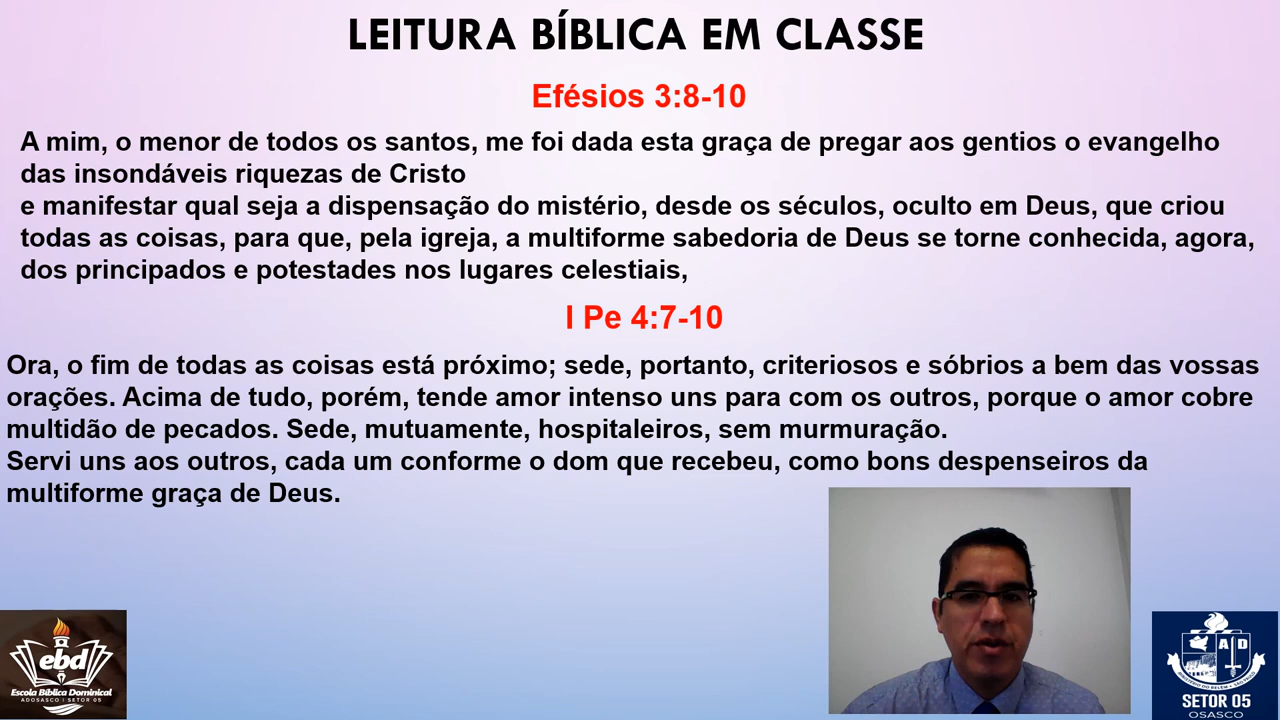 LEITURA BÍBLICA EM CLASSE
Efésios 3:8-10
A mim, o menor de todos os santos, me foi dada esta graça de pregar aos gentios o evangelho
das insondáveis riquezas de Cristo
e manifestar qual seja a dispensação do mistério, desde os séculos, oculto em Deus, que criou
todas as coisas, para que, pela igreja, a multiforme sabedoria de Deus se torne conhecida, agora,
dos principados e potestades nos lugares celestiais,
I Pe 4:7-10
Ora, o fim de todas as coisas está próximo; sede, portanto, criteriosos e sóbrios a bem das vossas
orações. Acima de tudo, porém, tende amor intenso uns para com os outros, porque o amor cobre
multidão de pecados. Sede, mutuamente, hospitaleiros, sem murmuração.
Servi uns aos outros, cada um conforme o dom que recebeu, como bons despenseiros da
multiforme graça de Deus.
ebd
Escola Bíblica Dominical
ADOSASCO | SETOR 05
A D
SETOR 05
OSASCO